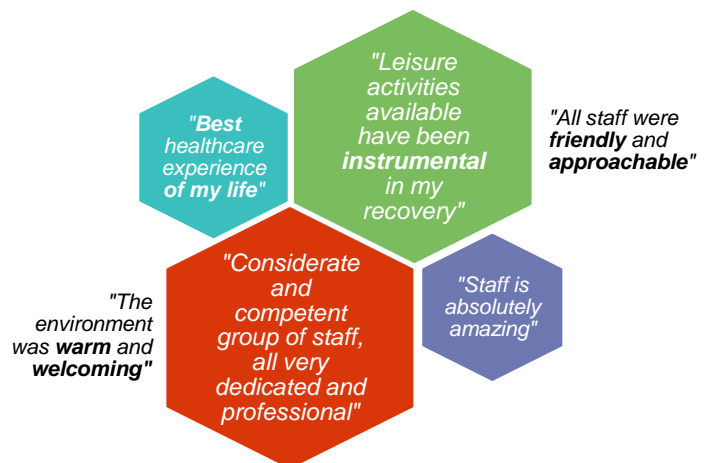 "Leisure
activities
available
have been
instrumental
in my
recovery"
"Best
healthcare
experience
of my life"
"All staff were
friendly and
approachable"
"Considerate
and
competent
group of staff,
all very
dedicated and
professional"
"Staff is
absolutely
amazing"
"The
environment
was warm and
welcoming"